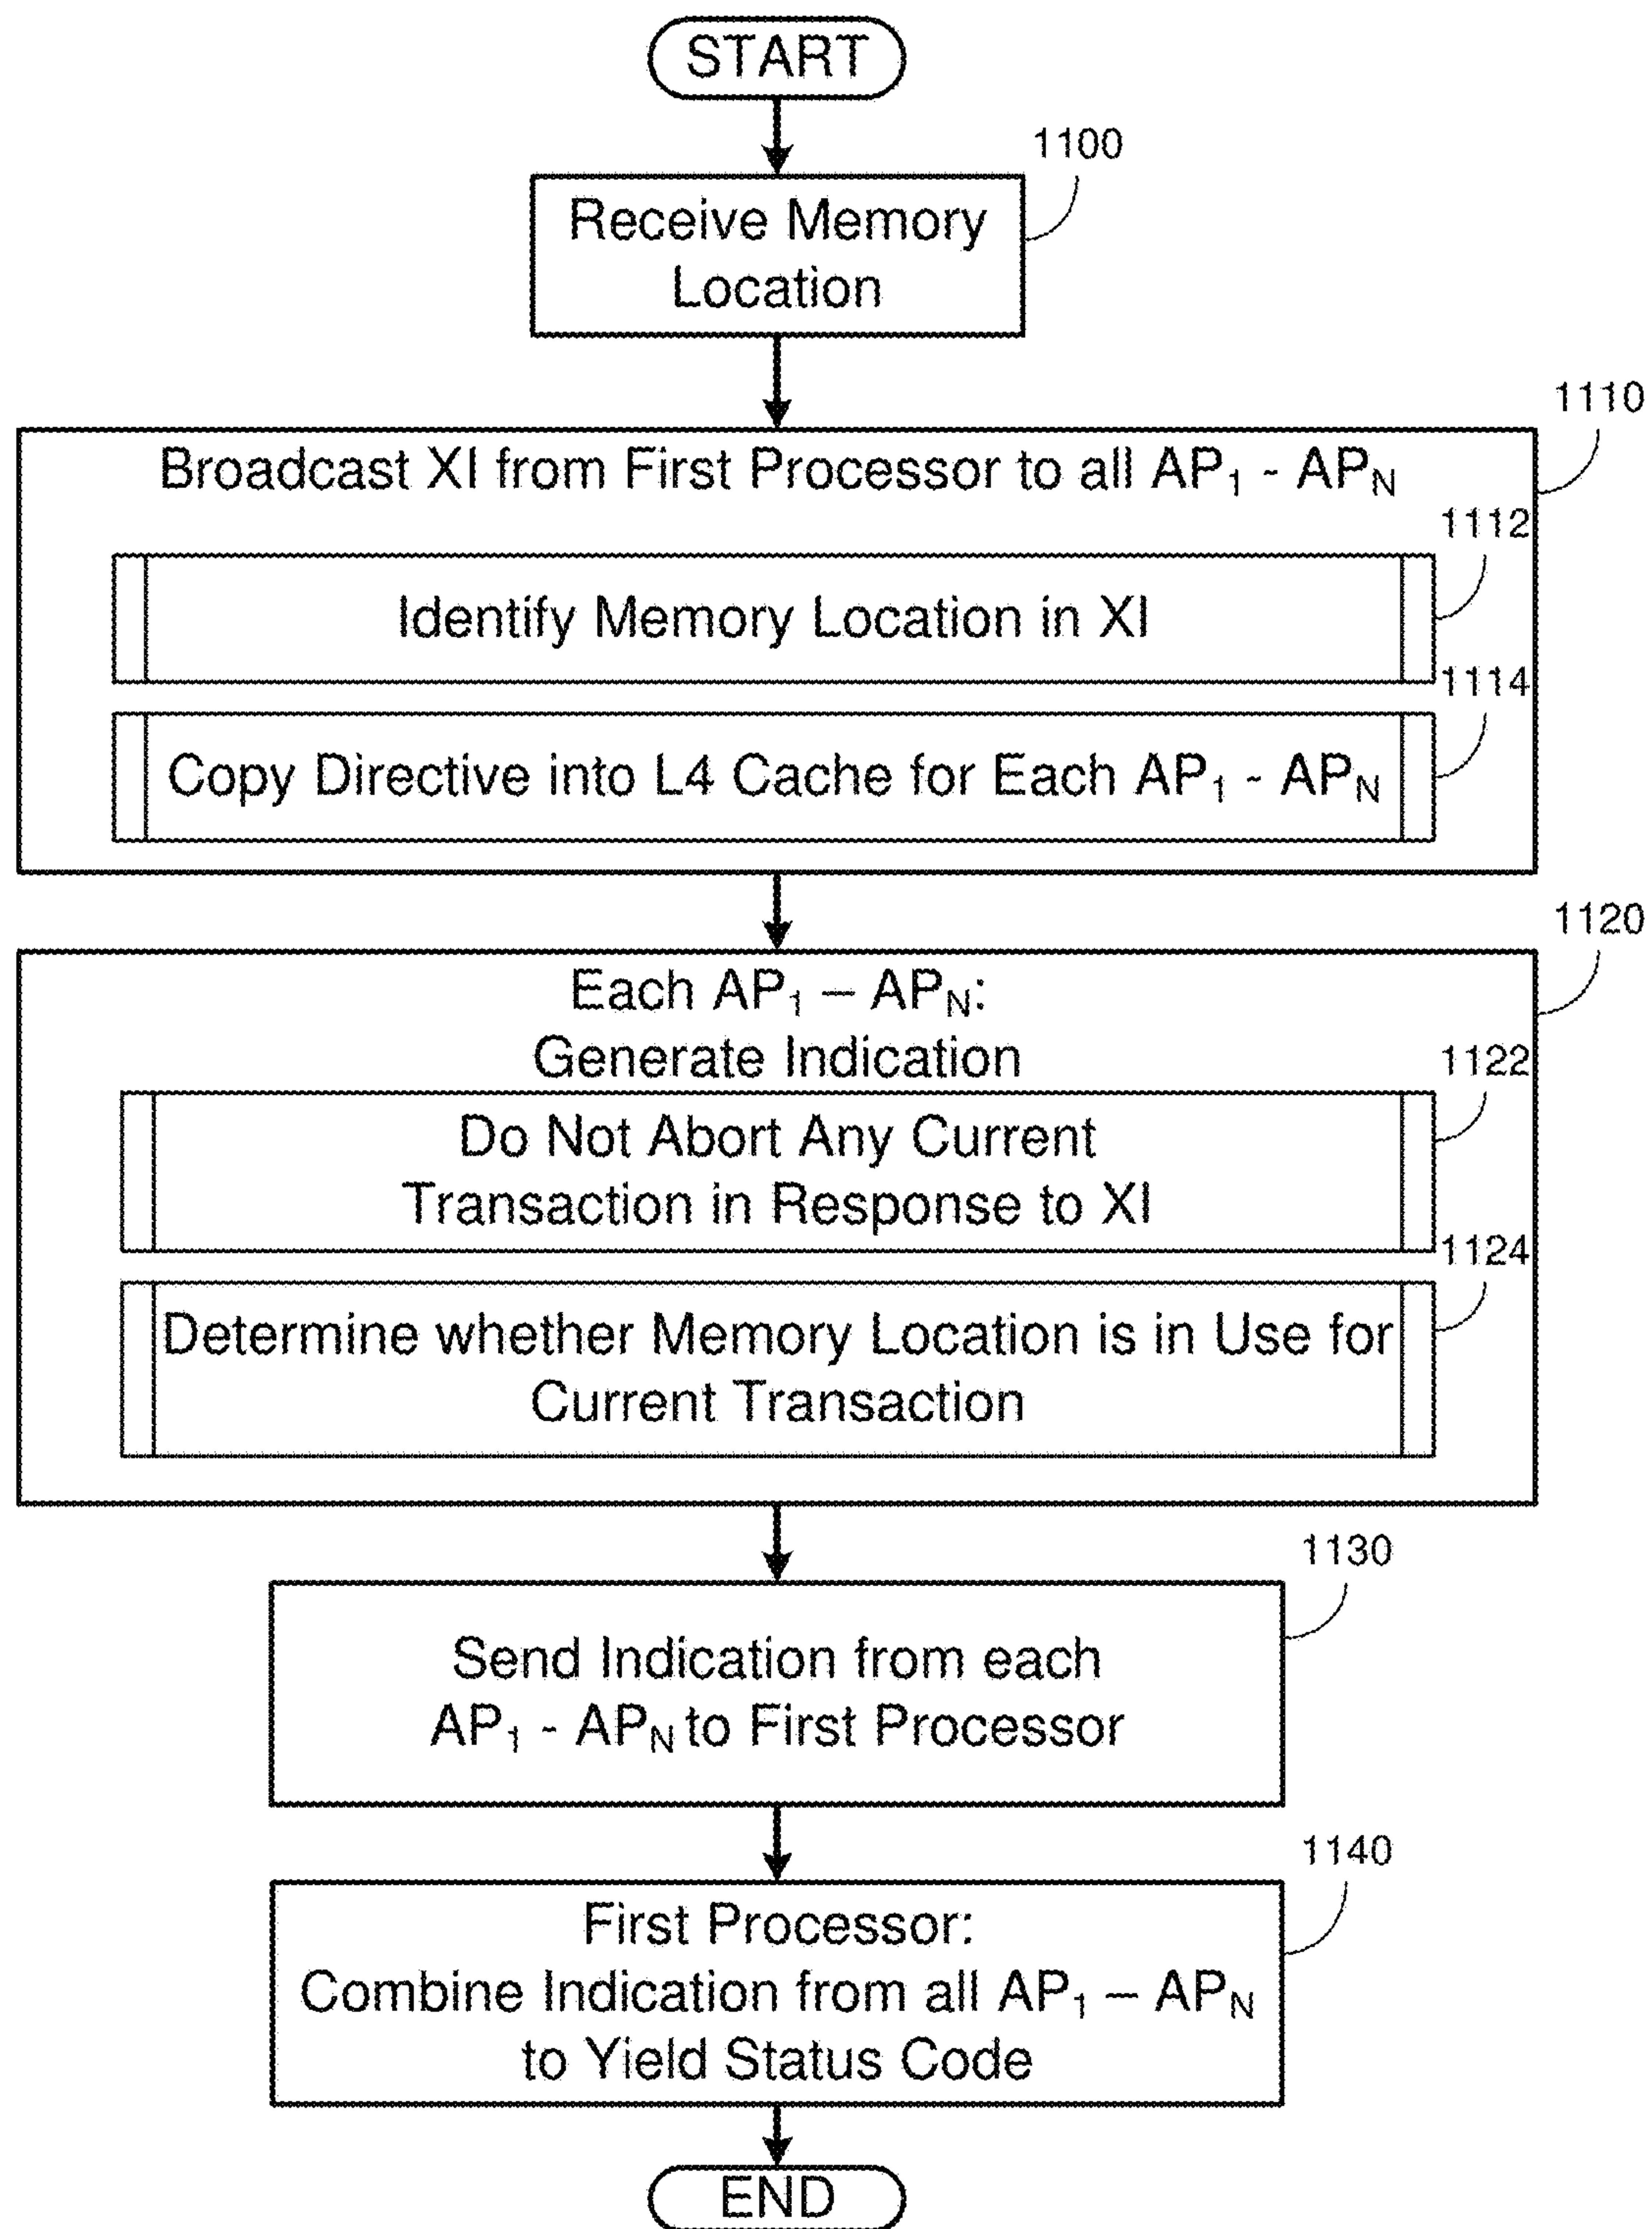 START
1100
Receive Memory
Location
1110
Broadcast XI from First Processor to all AP₁ - APN
1112
Identify Memory Location in XI
1114
Copy Directive into L4 Cache for Each AP₁ - APN
1120
Each AP₁ – APN:
Generate Indication
1122
Do Not Abort Any Current
Transaction in Response to XI
1124
Determine whether Memory Location is in Use for
Current Transaction
1130
Send Indication from each
AP₁ - APN to First Processor
1140
First Processor:
Combine Indication from all AP₁ – APN
to Yield Status Code
END